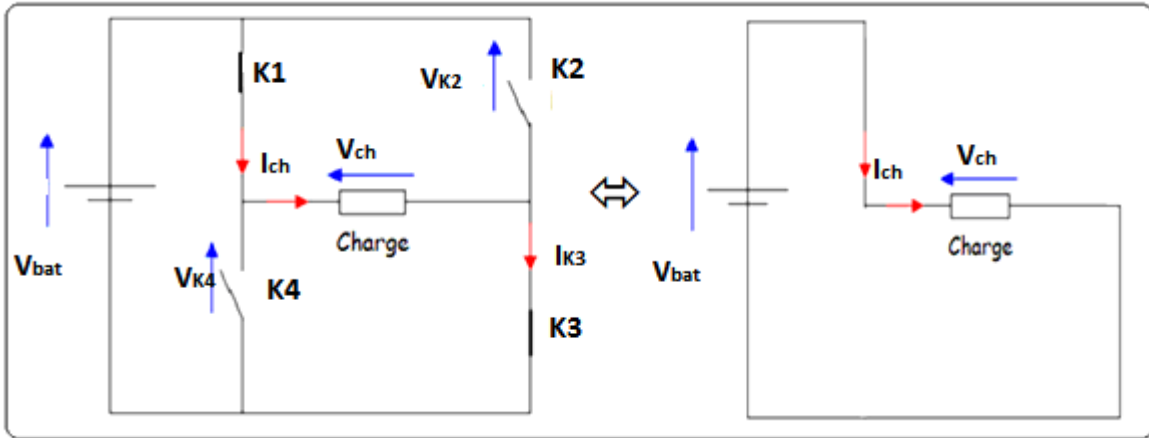 K1
VK2
K2
Ich
Vch
Charge
Vbat
VK4
K4
IK3
K3
Ich
Vch
Charge
Vbat